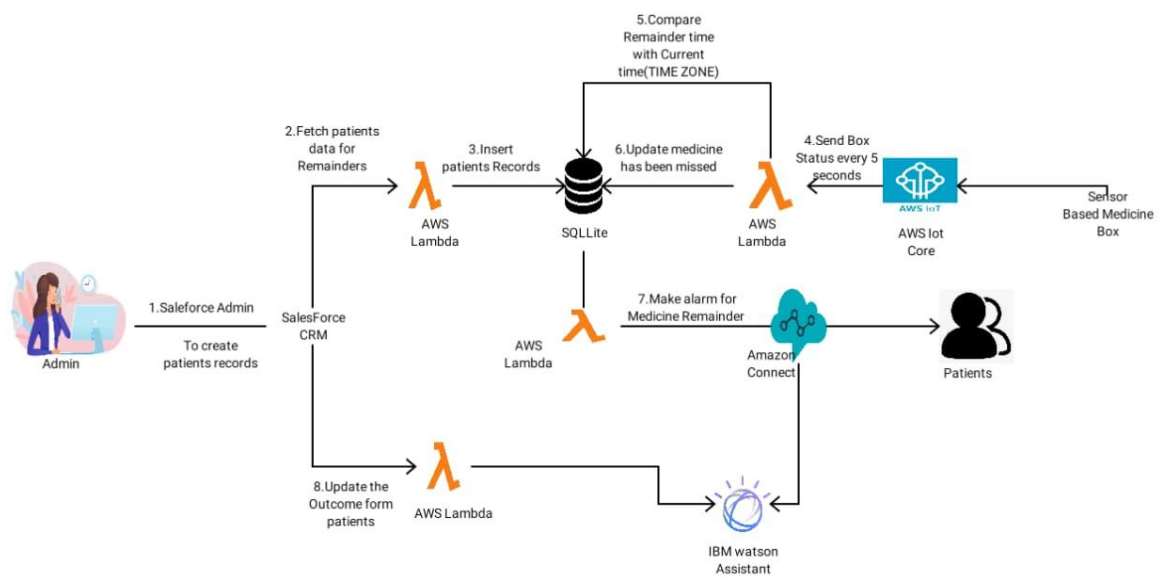 5.Compare
Remainder time
with Current
time(TIME ZONE)
2.Fetch patients
data for
Remainders
3.Insert
patients Records
6.Update medicine
has been missed
4.Send Box
Status every 5
seconds
AWS IoT
Sensor
Based Medicine
Box
AWS
Lambda
SQLLite
AWS
Lambda
AWS Iot
Core
1.Saleforce Admin
To create
patients records
Admin
SalesForce
CRM
AWS
Lambda
7.Make alarm for
Medicine Remainder
Amazon
Connect
Patients
8.Update the
Outcome form
patients
AWS Lambda
IBM watson
Assistant